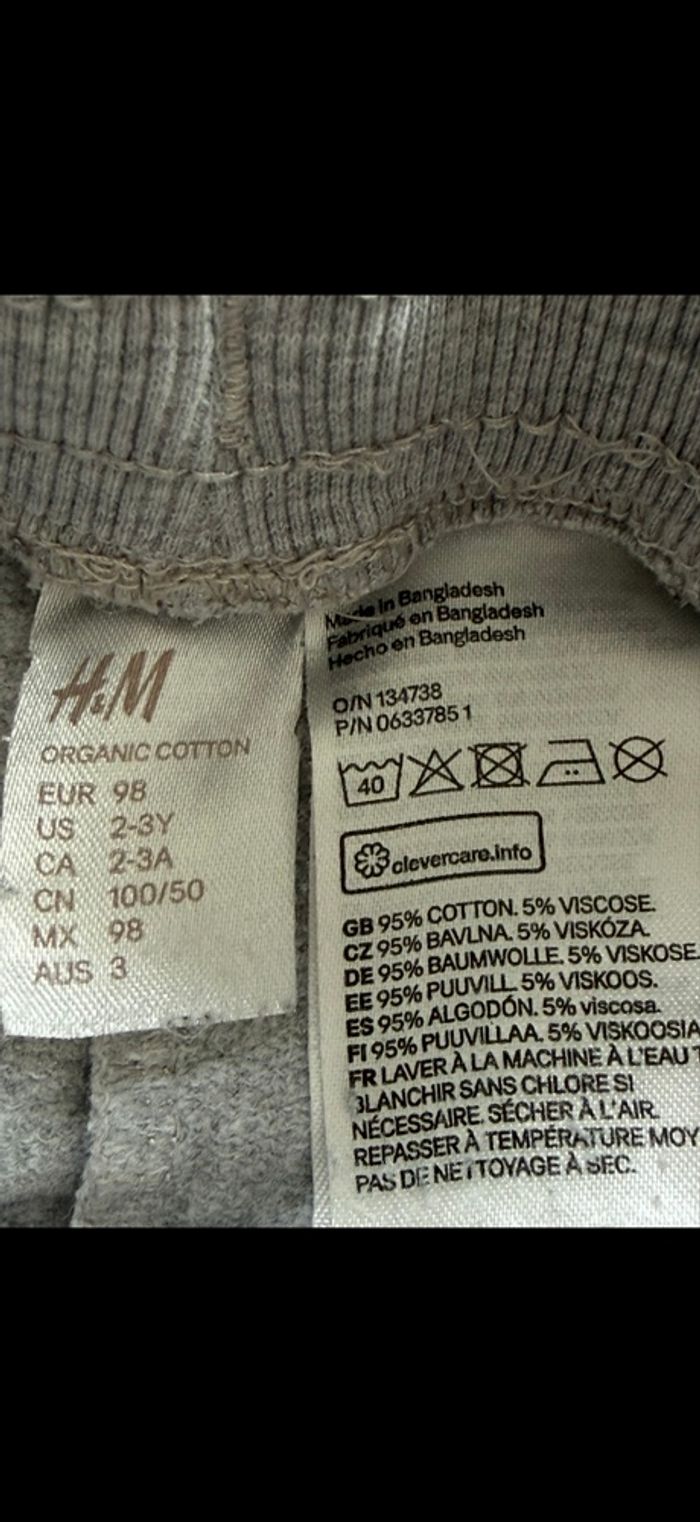 H&M
ORGANIC COTTON
EUR 98
US 2-3Y
CA 2-3A
CN 100/50
MX 98
AUS 3
Made in Bangladesh
Fabriqué en Bangladesh
Hecho en Bangladesh
O/N 134738
P/N 06337851
40
clevercare.info
GB 95% COTTON. 5% VISCOSE.
CZ 95% BAVLNA. 5% VISKÓZA.
DE 95% BAUMWOLLE. 5% VISKOSE.
EE 95% PUUVILL. 5% VISKOOS.
ES 95% ALGODÓN. 5% viscosa.
FI 95% PUUVILLAA. 5% VISKOOSIA
FR LAVER À LA MACHINE À L'EAU T
BLANCHIR SANS CHLORE SI
NÉCESSAIRE. SÉCHER À L'AIR.
REPASSER À TEMPÉRATURE MOY
PAS DE NETTOYAGE À SEC.